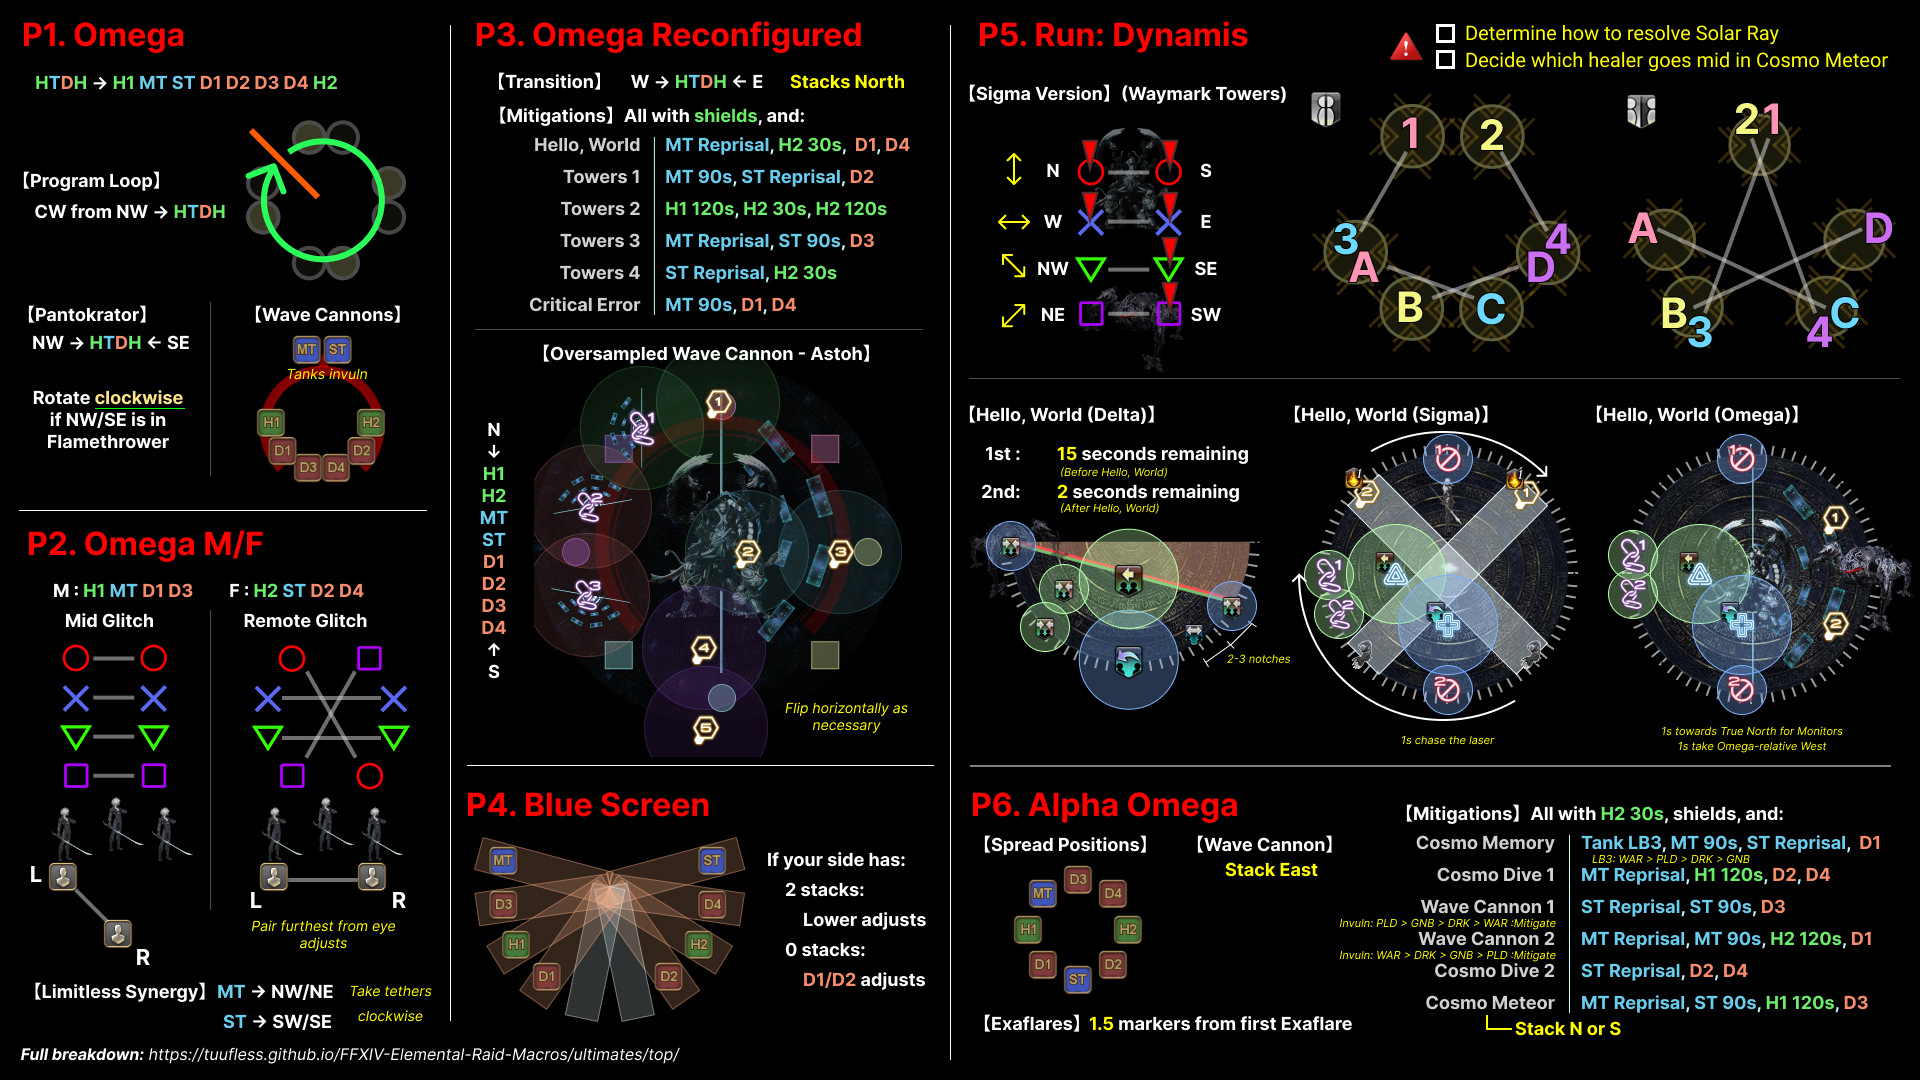 P1. Omega
HTDH → H1 MT ST D1 D2 D3 D4 H2
【Program Loop】
CW from NW → HTDH
【Pantokrator】
NW → HTDH ← SE
Rotate clockwise
if NW/SE is in
Flamethrower
【Wave Cannons】
MT ST
Tanks invuln
H1 H2
D1 D2
D3 D4
P2. Omega M/F
M : H1 MT D1 D3
F : H2 ST D2 D4
Mid Glitch
Remote Glitch
L
R
L R
Pair furthest from eye
adjusts
【Limitless Synergy】 MT → NW/NE
ST → SW/SE
Take tethers
clockwise
Full breakdown: https://tuufless.github.io/FFXIV-Elemental-Raid-Macros/ultimates/top/
P3. Omega Reconfigured
【Transition】 W → HTDH ← E Stacks North
【Mitigations】 All with shields, and:
Hello, World MT Reprisal, H2 30s, D1, D4
Towers 1 MT 90s, ST Reprisal, D2
Towers 2 H1 120s, H2 30s, H2 120s
Towers 3 MT Reprisal, ST 90s, D3
Towers 4 ST Reprisal, H2 30s
Critical Error MT 90s, D1, D4
【Oversampled Wave Cannon - Astoh】
N
↓
H1
H2
MT
ST
D1
D2
D3
D4
↑
S
1
1
2
2
3
3
4
5
Flip horizontally as
necessary
P4. Blue Screen
MT ST
D3 D4
H1 H2
D1 D2
If your side has:
2 stacks:
Lower adjusts
0 stacks:
D1/D2 adjusts
P5. Run: Dynamis
Determine how to resolve Solar Ray
Decide which healer goes mid in Cosmo Meteor
【Sigma Version】 (Waymark Towers)
N S
W E
NW SE
NE SW
1 2
3 4
A D
B C
2 1
A D
B 3
4 C
【Hello, World (Delta)】
1st : 15 seconds remaining
(Before Hello, World)
2nd: 2 seconds remaining
(After Hello, World)
2-3 notches
【Hello, World (Sigma)】
1
2 1
1
2
2
1s chase the laser
【Hello, World (Omega)】
1
1
1
2
2
2
1s towards True North for Monitors
1s take Omega-relative West
P6. Alpha Omega
【Spread Positions】
D3
MT D4
H1 H2
D1 D2
ST
【Wave Cannon】
Stack East
【Exaflares】 1.5 markers from first Exaflare
【Mitigations】 All with H2 30s, shields, and:
Cosmo Memory Tank LB3, MT 90s, ST Reprisal, D1
LB3: WAR > PLD > DRK > GNB
Cosmo Dive 1 MT Reprisal, H1 120s, D2, D4
Wave Cannon 1 ST Reprisal, ST 90s, D3
Invuln: PLD > GNB > DRK > WAR :Mitigate
Wave Cannon 2 MT Reprisal, MT 90s, H2 120s, D1
Invuln: WAR > DRK > GNB > PLD :Mitigate
Cosmo Dive 2 ST Reprisal, D2, D4
Cosmo Meteor MT Reprisal, ST 90s, H1 120s, D3
Stack N or S